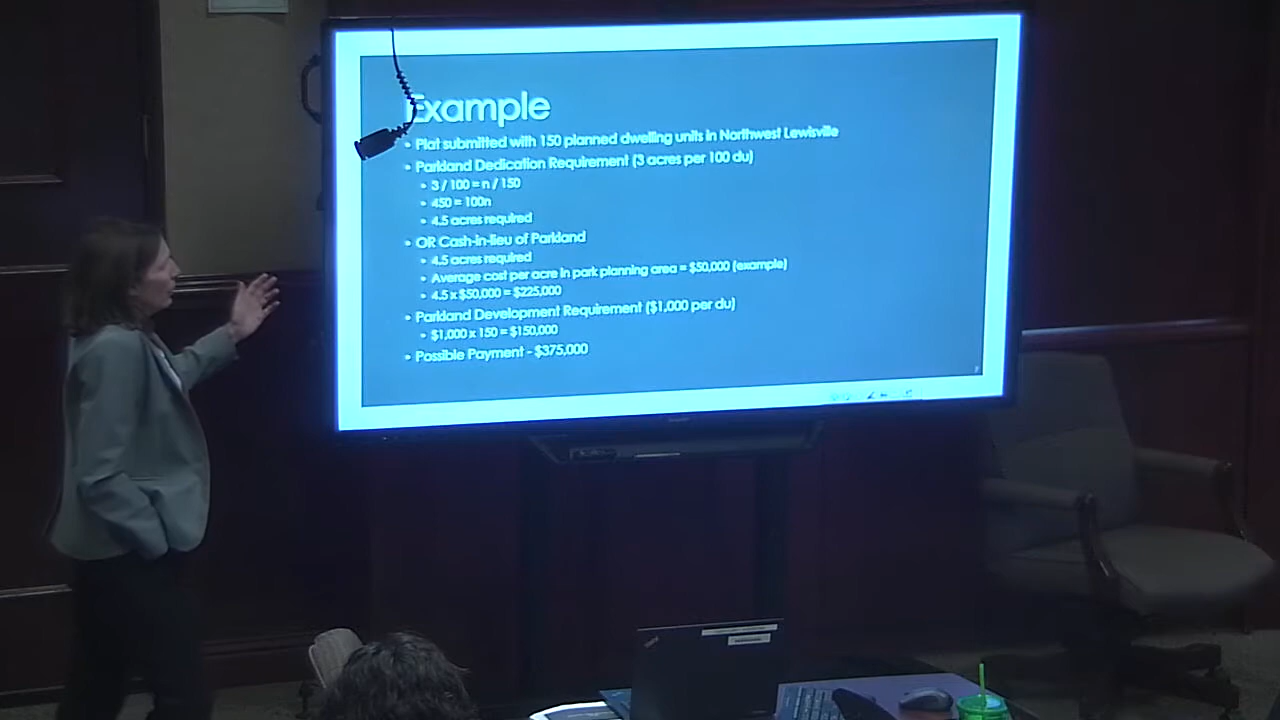 Example
• Plat submitted with 150 planned dwelling units in Northwest Lewisville
• Parkland Dedication Requirement (3 acres per 100 du)
• 3 / 100 = n / 150
• 450 = 100n
• 4.5 acres required
• OR Cash-in-lieu of Parkland
• 4.5 acres required
• Average cost per acre in park planning area = $50,000 (example)
• 4.5 x $50,000 = $225,000
• Parkland Development Requirement ($1,000 per du)
• $1,000 x 150 = $150,000
• Possible Payment - $375,000